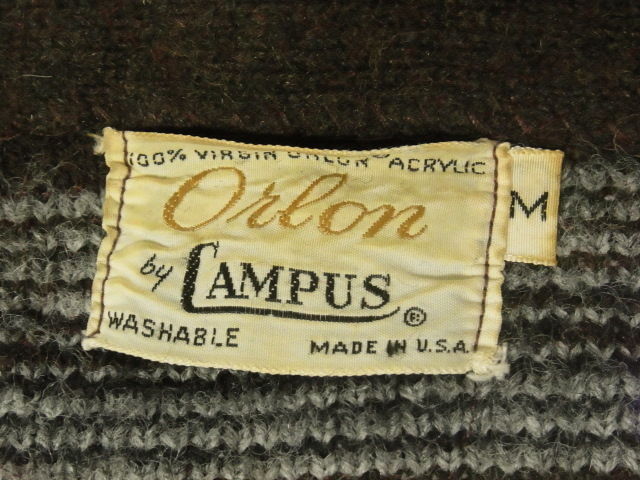 100% VIRGIN ORLON® ACRYLIC
Orlon
by CAMPUS®
WASHABLE
MADE IN U.S.A.
M